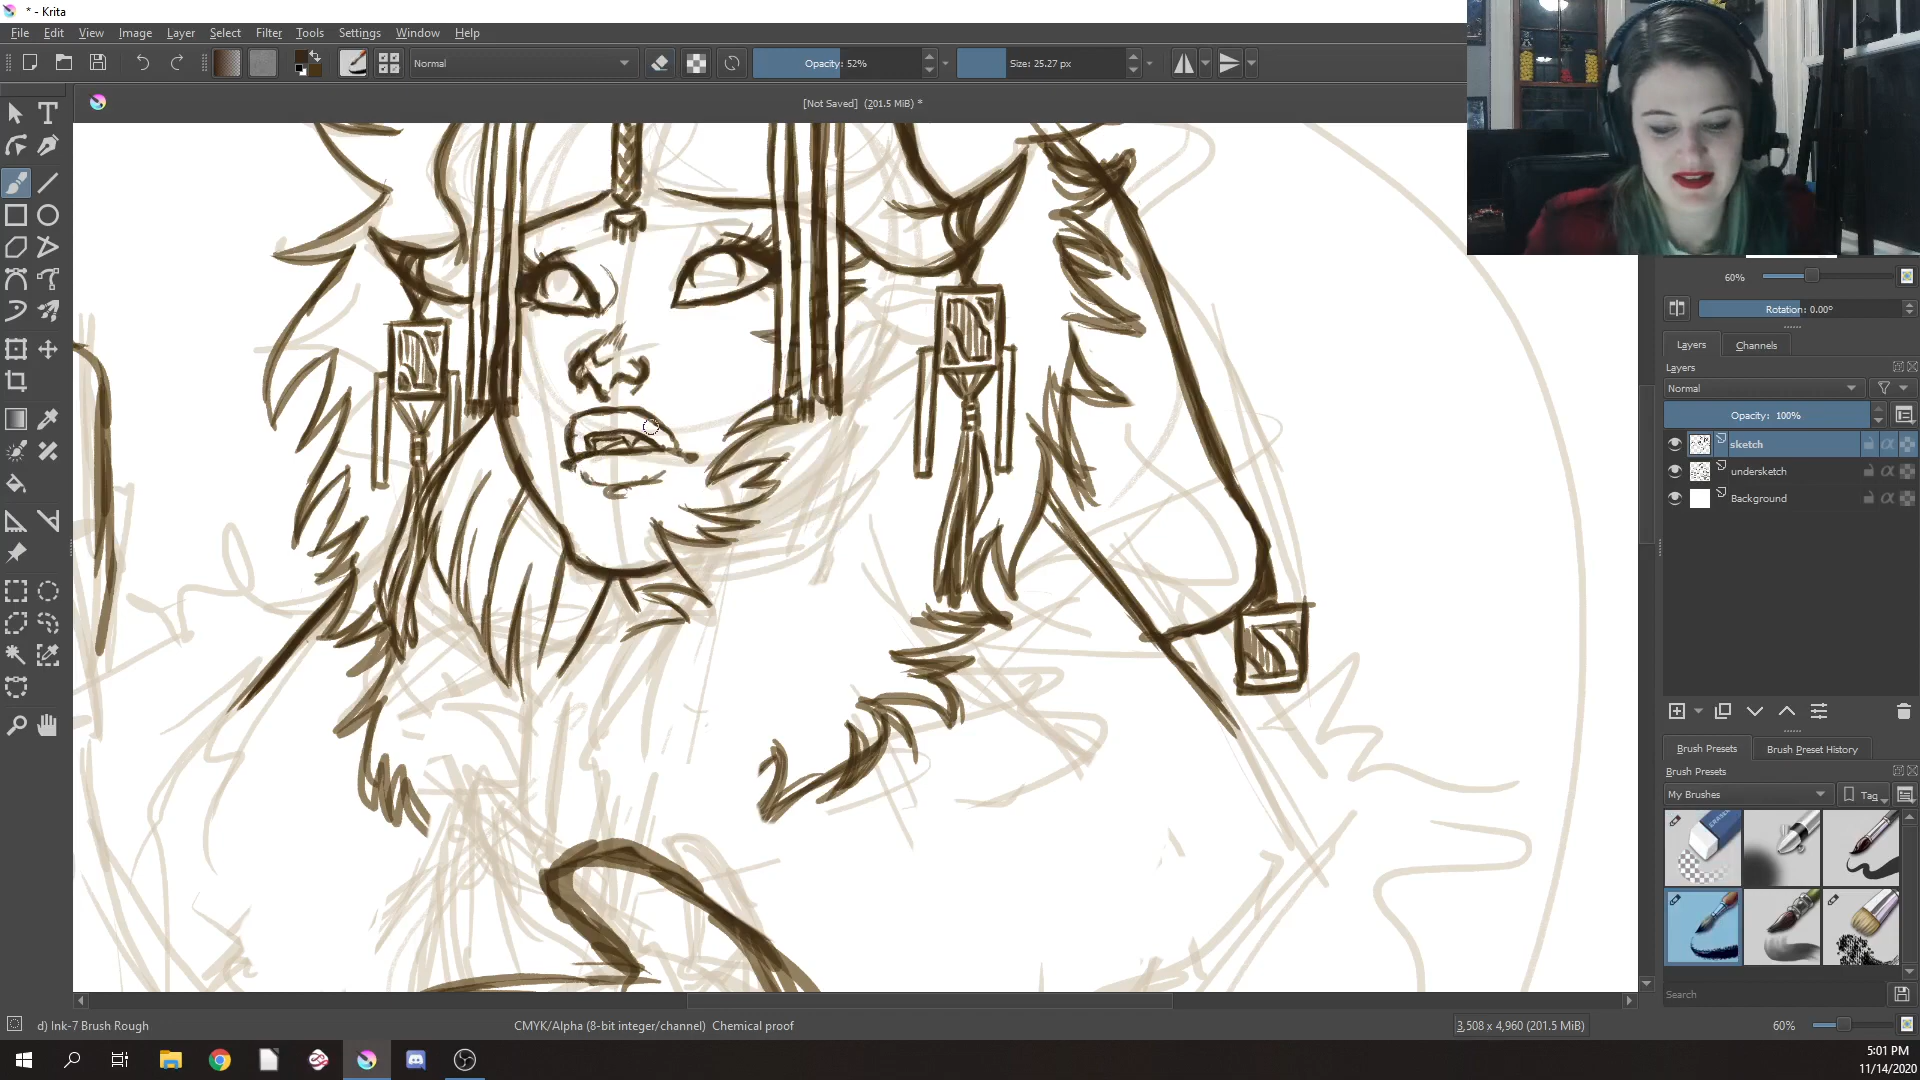 * - Krita
File Edit View Image Layer Select Filter Tools Settings Window Help
Normal
Opacity: 52%
Size: 25.27 px
[Not Saved] (201.5 MiB) *
60%
Rotation: 0.00°
Layers Channels
Layers
Normal
Opacity: 100%
sketch
undersketch
Background
Brush Presets Brush Preset History
Brush Presets
My Brushes
Tag
Search
d) Ink-7 Brush Rough
CMYK/Alpha (8-bit integer/channel) Chemical proof
3,508 x 4,960 (201.5 MiB)
60%
5:01 PM
11/14/2020